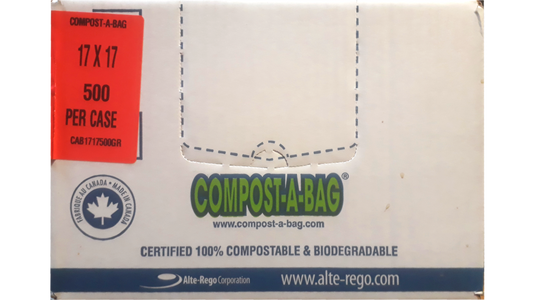 COMPOST-A-BAG
17 X 17
500
PER CASE
CAB1717500GR
FABRIQUÉ AU CANADA • MADE IN CANADA
COMPOST-A-BAG®
www.compost-a-bag.com
CERTIFIED 100% COMPOSTABLE & BIODEGRADABLE
Alte-Rego Corporation
www.alte-rego.com